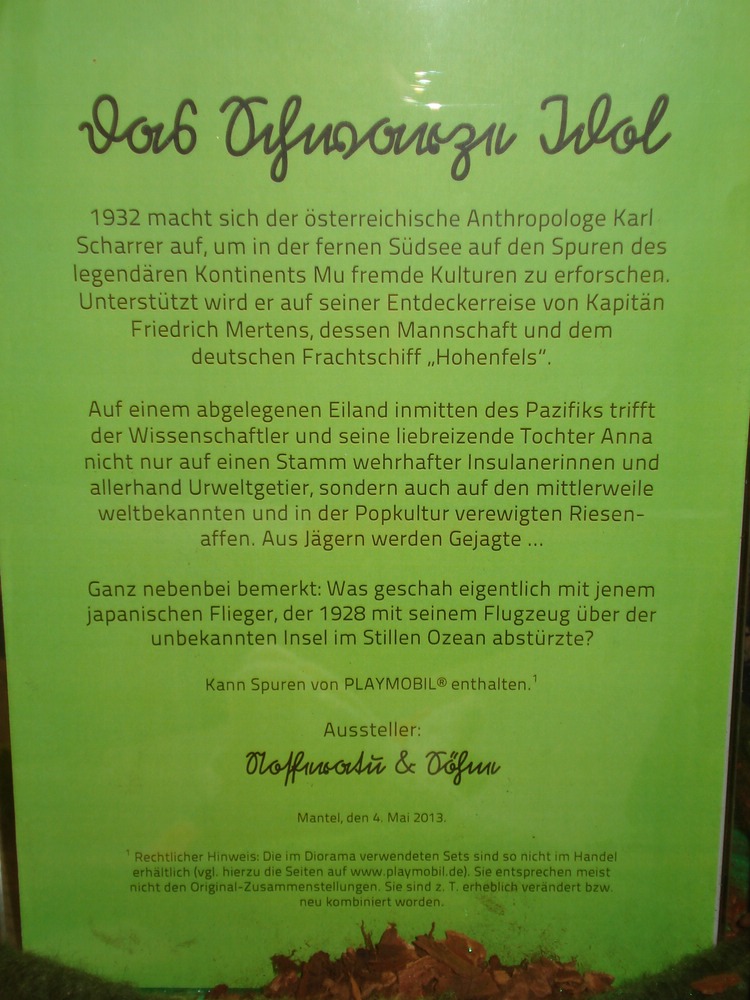 Das Schwarze Idol
1932 macht sich der österreichische Anthropologe Karl
Scharrer auf, um in der fernen Südsee auf den Spuren des
legendären Kontinents Mu fremde Kulturen zu erforschen.
Unterstützt wird er auf seiner Entdeckerreise von Kapitän
Friedrich Mertens, dessen Mannschaft und dem
deutschen Frachtschiff „Hohenfels“.
Auf einem abgelegenen Eiland inmitten des Pazifiks trifft
der Wissenschaftler und seine liebreizende Tochter Anna
nicht nur auf einen Stamm wehrhafter Insulanerinnen und
allerhand Urweltgetier, sondern auch auf den mittlerweile
weltbekannten und in der Popkultur verewigten Riesen-
affen. Aus Jägern werden Gejagte ...
Ganz nebenbei bemerkt: Was geschah eigentlich mit jenem
japanischen Flieger, der 1928 mit seinem Flugzeug über der
unbekannten Insel im Stillen Ozean abstürzte?
Kann Spuren von PLAYMOBIL® enthalten.¹
Aussteller:
Nosferatu & Söhne
Mantel, den 4. Mai 2013.
¹ Rechtlicher Hinweis: Die im Diorama verwendeten Sets sind so nicht im Handel
erhältlich (vgl. hierzu die Seiten auf www.playmobil.de). Sie entsprechen meist
nicht den Original-Zusammenstellungen. Sie sind z. T. erheblich verändert bzw.
neu kombiniert worden.